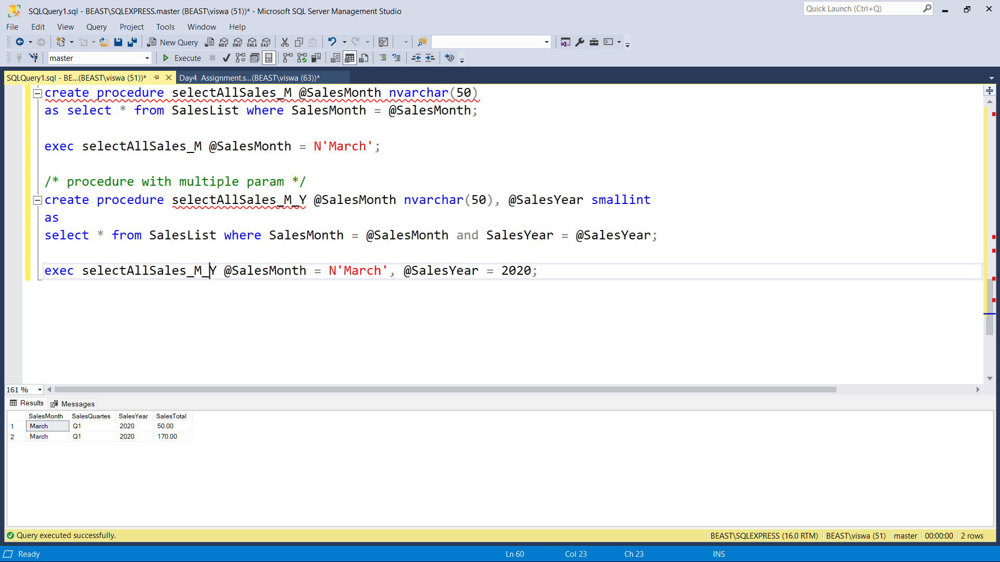 SQLQuery1.sql - BEAST\SQLEXPRESS.master (BEAST\viswa (51))* - Microsoft SQL Server Management Studio
Quick Launch (Ctrl+Q)
File Edit View Query Project Tools Window Help
New Query MDX DMX XMLA DAX
master Execute
SQLQuery1.sql - BE...(BEAST\viswa (51))* Day4 Assignment.s...(BEAST\viswa (63))*
create procedure selectAllSales_M @SalesMonth nvarchar(50)
as select * from SalesList where SalesMonth = @SalesMonth;
exec selectAllSales_M @SalesMonth = N'March';
/* procedure with multiple param */
create procedure selectAllSales_M_Y @SalesMonth nvarchar(50), @SalesYear smallint
as
select * from SalesList where SalesMonth = @SalesMonth and SalesYear = @SalesYear;
exec selectAllSales_M_Y @SalesMonth = N'March', @SalesYear = 2020;
161 %
Results Messages
SalesMonth SalesQuartes SalesYear SalesTotal
1 March Q1 2020 50.00
2 March Q1 2020 170.00
Query executed successfully. BEAST\SQLEXPRESS (16.0 RTM) BEAST\viswa (51) master 00:00:00 2 rows
Ready Ln 60 Col 23 Ch 23 INS